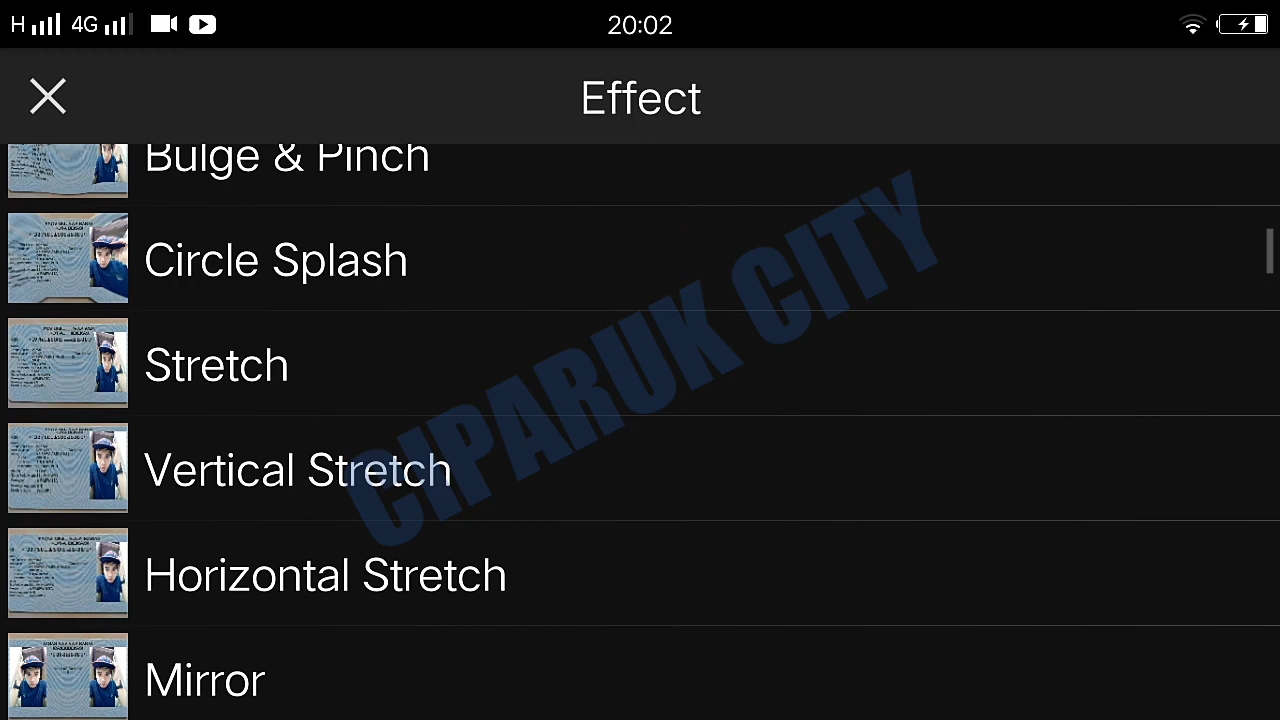 H 4G 20:02
Effect
Bulge & Pinch
Circle Splash
Stretch
Vertical Stretch
Horizontal Stretch
Mirror
CIPARUK CITY